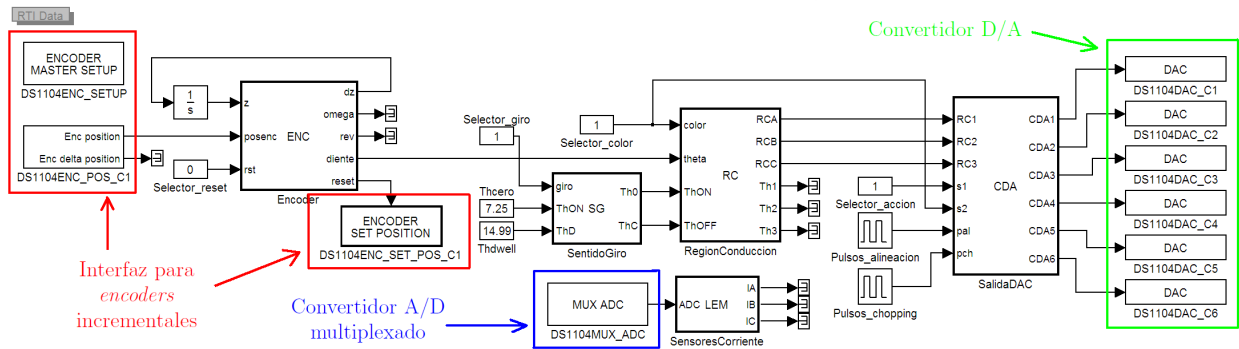 RTI Data
ENCODER
MASTER SETUP
DS1104ENC_SETUP
Enc position
Enc delta position
DS1104ENC_POS_C1
Interfaz para
encoders
incrementales
1
s
0
Selector_reset
z
posenc
rst
ENC
dz
omega
rev
diente
reset
Encoder
ENCODER
SET POSITION
DS1104ENC_SET_POS_C1
Selector_giro
1
Thcero
7.25
14.99
Thdwell
giro
ThON
ThD
SG
Th0
ThC
SentidoGiro
Convertidor A/D
multiplexado
MUX ADC
DS1104MUX_ADC
ADC
LEM
IA
IB
IC
SensoresCorriente
1
Selector_color
color
theta
ThON
ThOFF
RC
RCA
RCB
RCC
Th1
Th2
Th3
RegionConduccion
1
Selector_accion
Pulsos_alineacion
Pulsos_chopping
RC1
RC2
RC3
s1
s2
pal
pch
CDA
CDA1
CDA2
CDA3
CDA4
CDA5
CDA6
SalidaDAC
Convertidor D/A
DAC
DS1104DAC_C1
DAC
DS1104DAC_C2
DAC
DS1104DAC_C3
DAC
DS1104DAC_C4
DAC
DS1104DAC_C5
DAC
DS1104DAC_C6